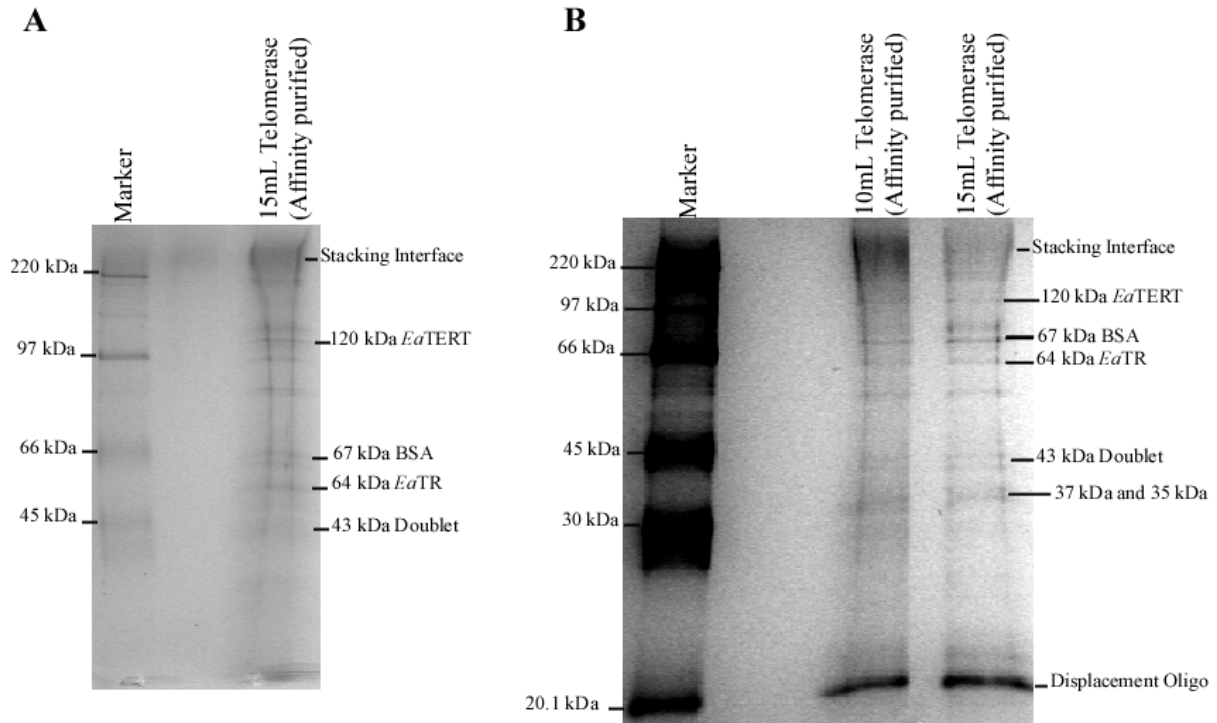 A
Marker
15mL Telomerase
(Affinity purified)
220 kDa
97 kDa
66 kDa
45 kDa
Stacking Interface
120 kDa EaTERT
67 kDa BSA
64 kDa EaTR
43 kDa Doublet
B
Marker
10mL Telomerase
(Affinity purified)
15mL Telomerase
(Affinity purified)
220 kDa
97 kDa
66 kDa
45 kDa
30 kDa
20.1 kDa
Stacking Interface
120 kDa EaTERT
67 kDa BSA
64 kDa EaTR
43 kDa Doublet
37 kDa and 35 kDa
Displacement Oligo